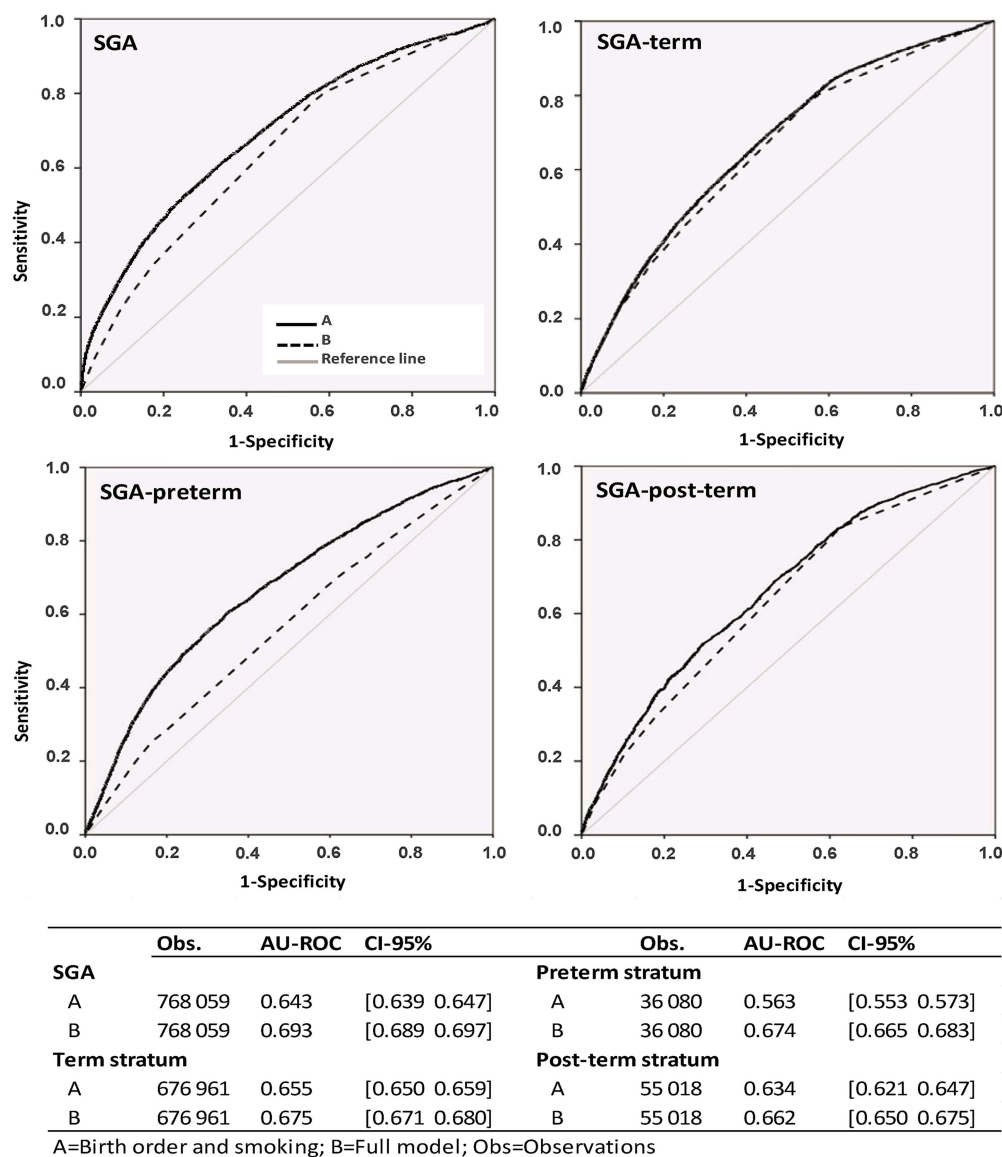 SGA
1.0
0.8
0.6
0.4
0.2
0.0
Sensitivity
A
B
Reference line
0.0 0.2 0.4 0.6 0.8 1.0
1-Specificity
SGA-term
1.0
0.8
0.6
0.4
0.2
0.0
0.0 0.2 0.4 0.6 0.8 1.0
1-Specificity
SGA-preterm
1.0
0.8
0.6
0.4
0.2
0.0
Sensitivity
0.0 0.2 0.4 0.6 0.8 1.0
1-Specificity
SGA-post-term
1.0
0.8
0.6
0.4
0.2
0.0
0.0 0.2 0.4 0.6 0.8 1.0
1-Specificity
Obs. AU-ROC CI-95% Obs. AU-ROC CI-95%
SGA Preterm stratum
A 768 059 0.643 [0.639 0.647] A 36 080 0.563 [0.553 0.573]
B 768 059 0.693 [0.689 0.697] B 36 080 0.674 [0.665 0.683]
Term stratum Post-term stratum
A 676 961 0.655 [0.650 0.659] A 55 018 0.634 [0.621 0.647]
B 676 961 0.675 [0.671 0.680] B 55 018 0.662 [0.650 0.675]
A=Birth order and smoking; B=Full model; Obs=Observations